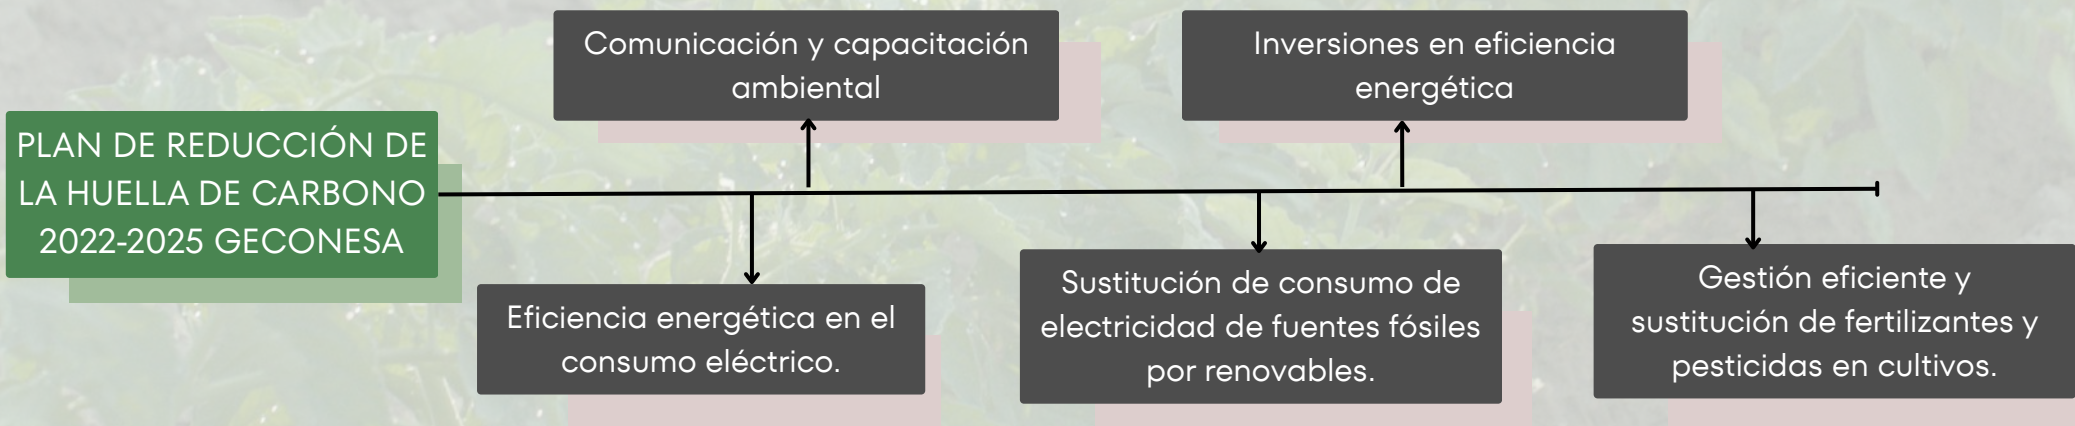 Comunicación y capacitación
ambiental
Inversiones en eficiencia
energética
PLAN DE REDUCCIÓN DE
LA HUELLA DE CARBONO
2022-2025 GECONESA
Eficiencia energética en el
consumo eléctrico.
Sustitución de consumo de
electricidad de fuentes fósiles
por renovables.
Gestión eficiente y
sustitución de fertilizantes y
pesticidas en cultivos.